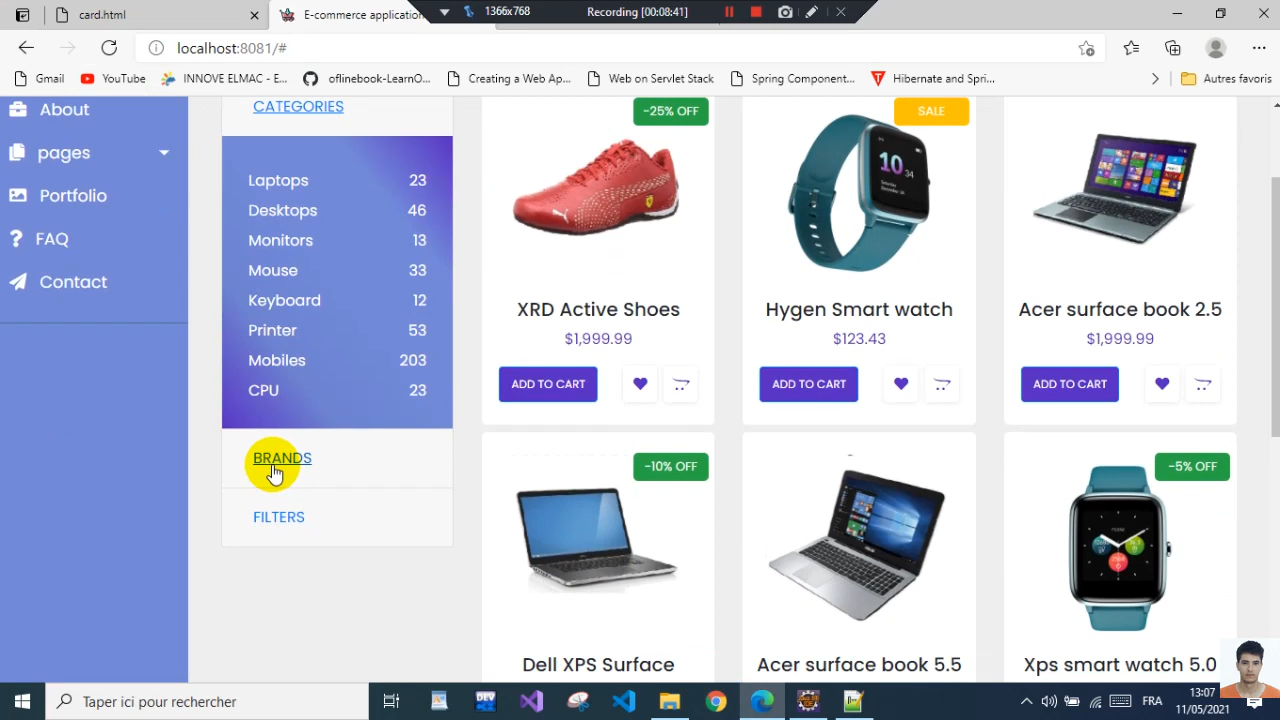 card.html
E-commerce application
1366x768
Recording [00:08:41]
localhost:8081/#
Gmail
YouTube
INNOVE ELMAC - E...
oflinebook-LearnO...
Creating a Web Ap...
Web on Servlet Stack
Spring Component...
Hibernate and Spri...
Autres favoris
About
pages
Portfolio
FAQ
Contact
CATEGORIES
Laptops 23
Desktops 46
Monitors 13
Mouse 33
Keyboard 12
Printer 53
Mobiles 203
CPU 23
BRANDS
FILTERS
-25% OFF
XRD Active Shoes
$1,999.99
ADD TO CART
SALE
10
34
Hygen Smart watch
$123.43
ADD TO CART
Acer surface book 2.5
$1,999.99
ADD TO CART
-10% OFF
Dell XPS Surface
Acer surface book 5.5
-5% OFF
Xps smart watch 5.0
Taper ici pour rechercher
FRA
13:07
11/05/2021